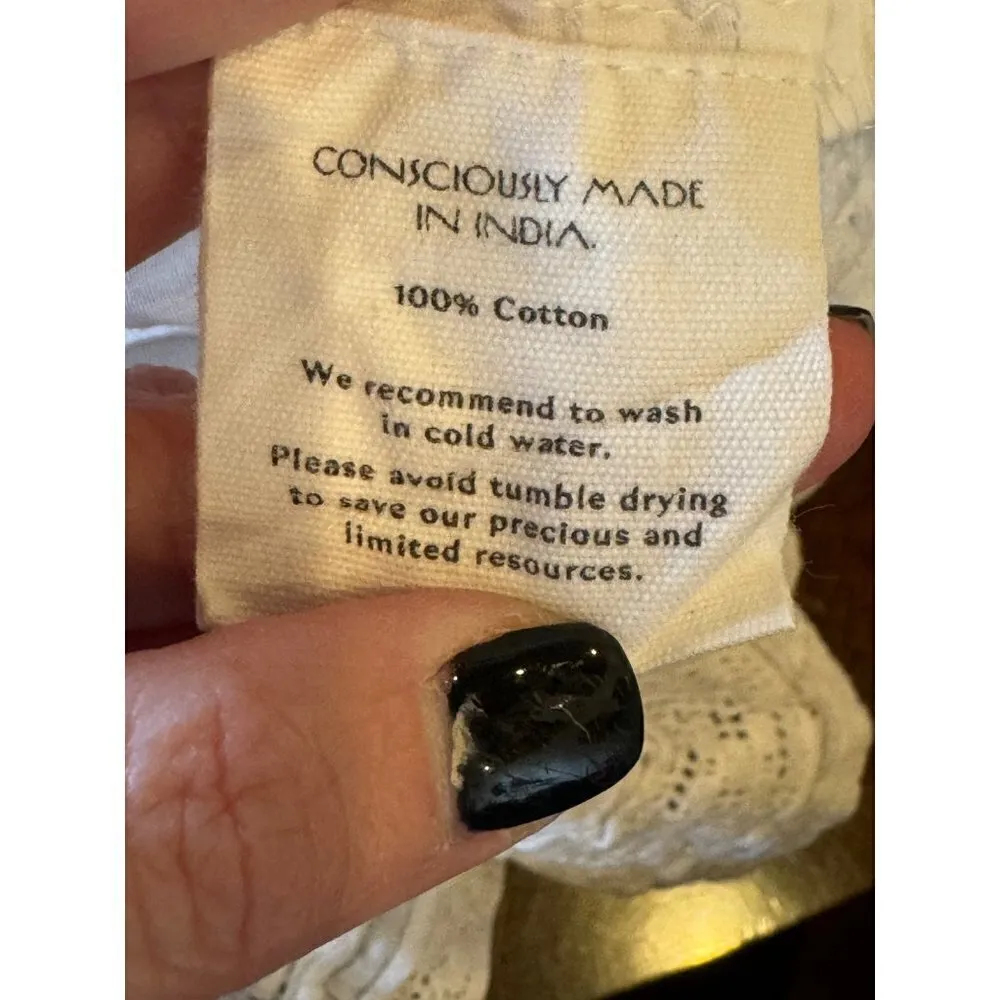 CONSCIOUSLY MADE
IN INDIA.
100% Cotton
We recommend to wash
in cold water.
Please avoid tumble drying
to save our precious and
limited resources.